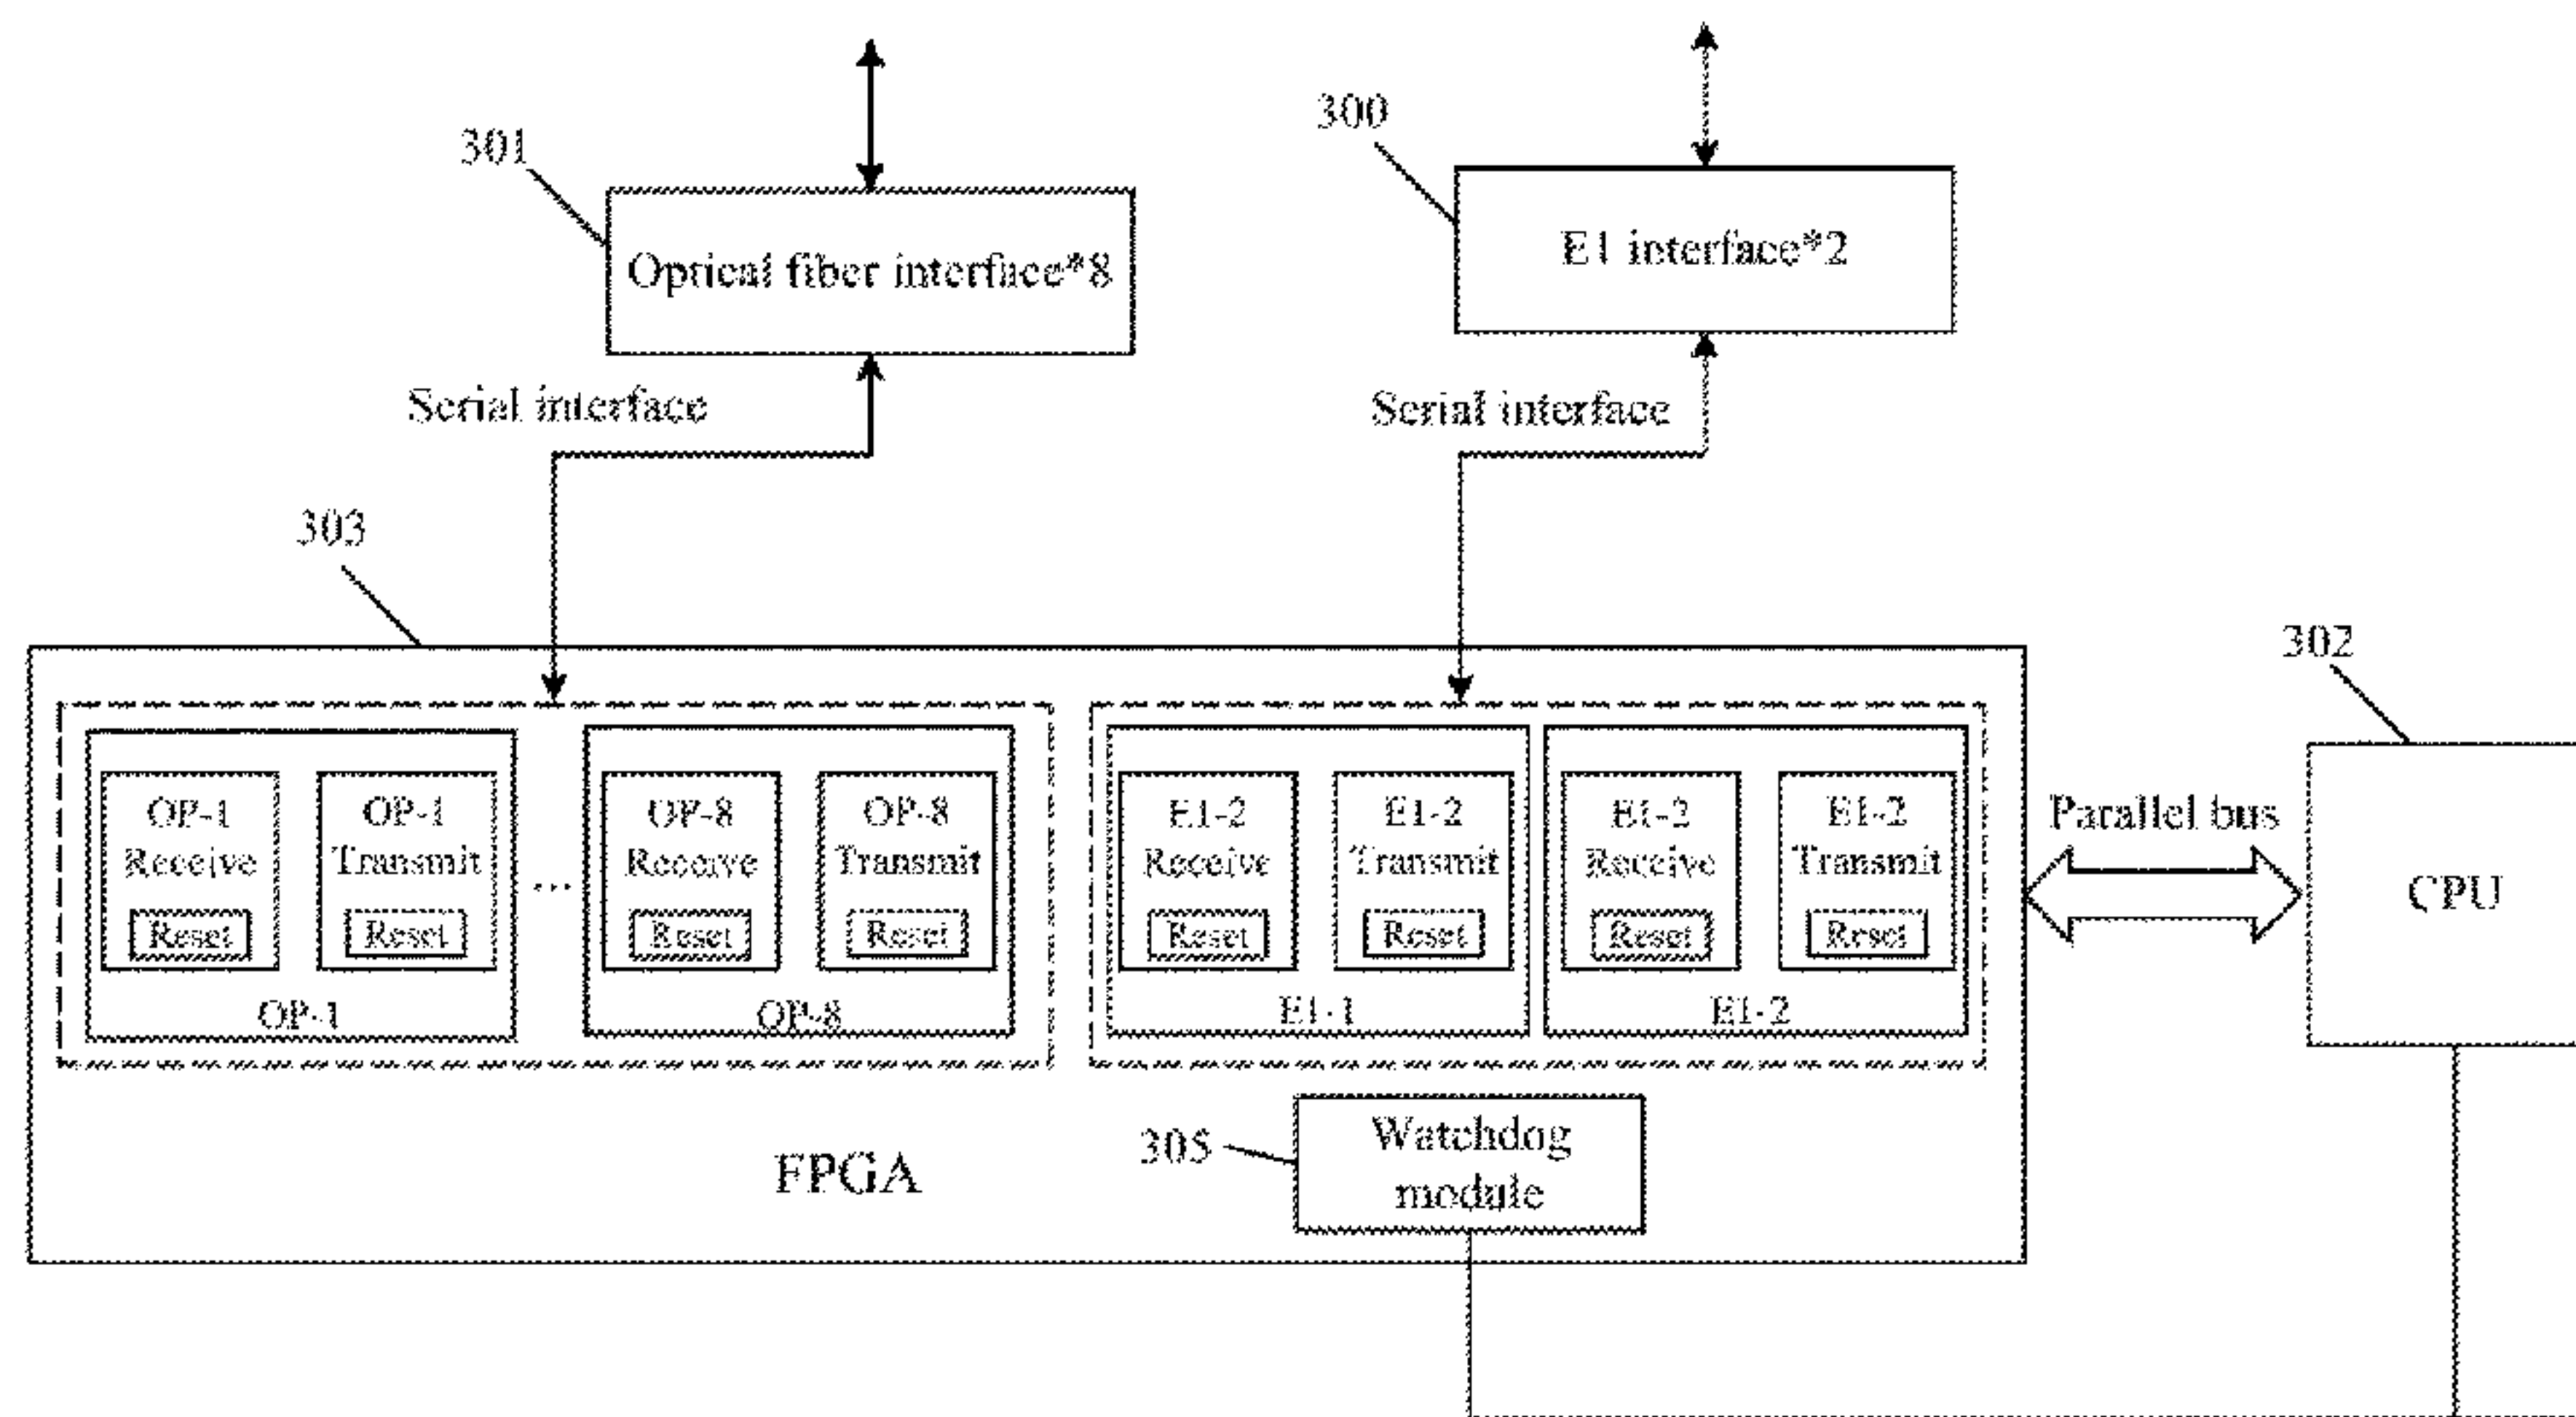 300
301
E1 interface*2
Optical fiber interface*8
Serial interface
Serial interface
303
302
OP-1
Receive
Reset
OP-1
Transmit
Reset
OP-1
...
OP-8
Receive
Reset
OP-8
Transmit
Reset
OP-8
E1-2
Receive
Reset
E1-2
Transmit
Reset
E1-1
E1-2
Receive
Reset
E1-2
Transmit
Reset
E1-2
Parallel bus
CPU
305
Watchdog
module
FPGA